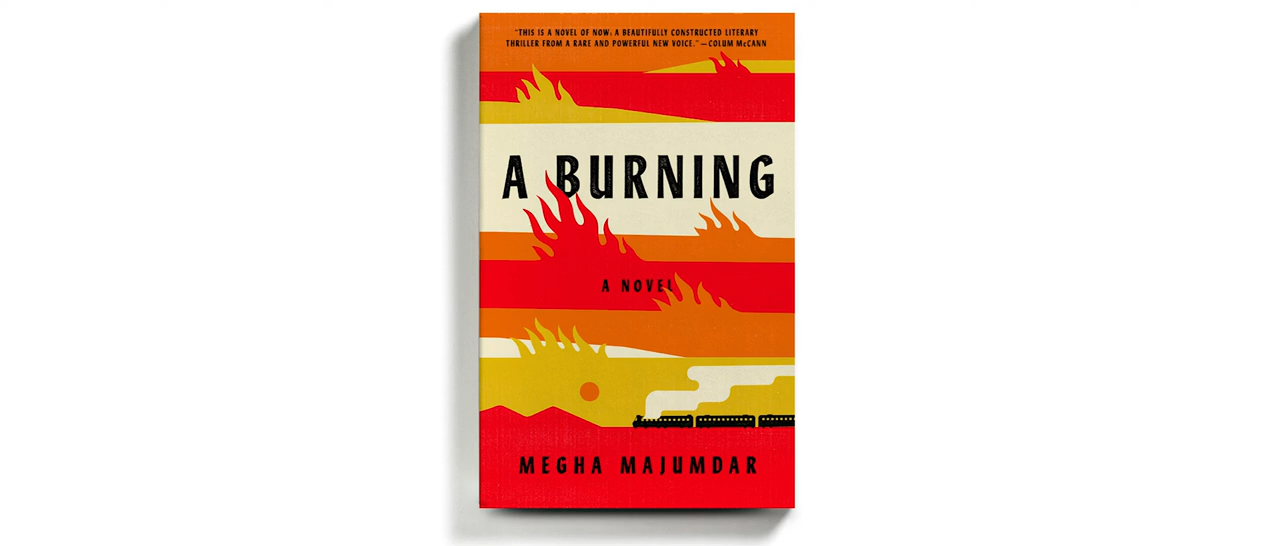 "THIS IS A NOVEL OF NOW: A BEAUTIFULLY CONSTRUCTED LITERARY
THRILLER FROM A RARE AND POWERFUL NEW VOICE." —COLUM McCANN
A BURNING
A NOVEL
MEGHA MAJUMDAR